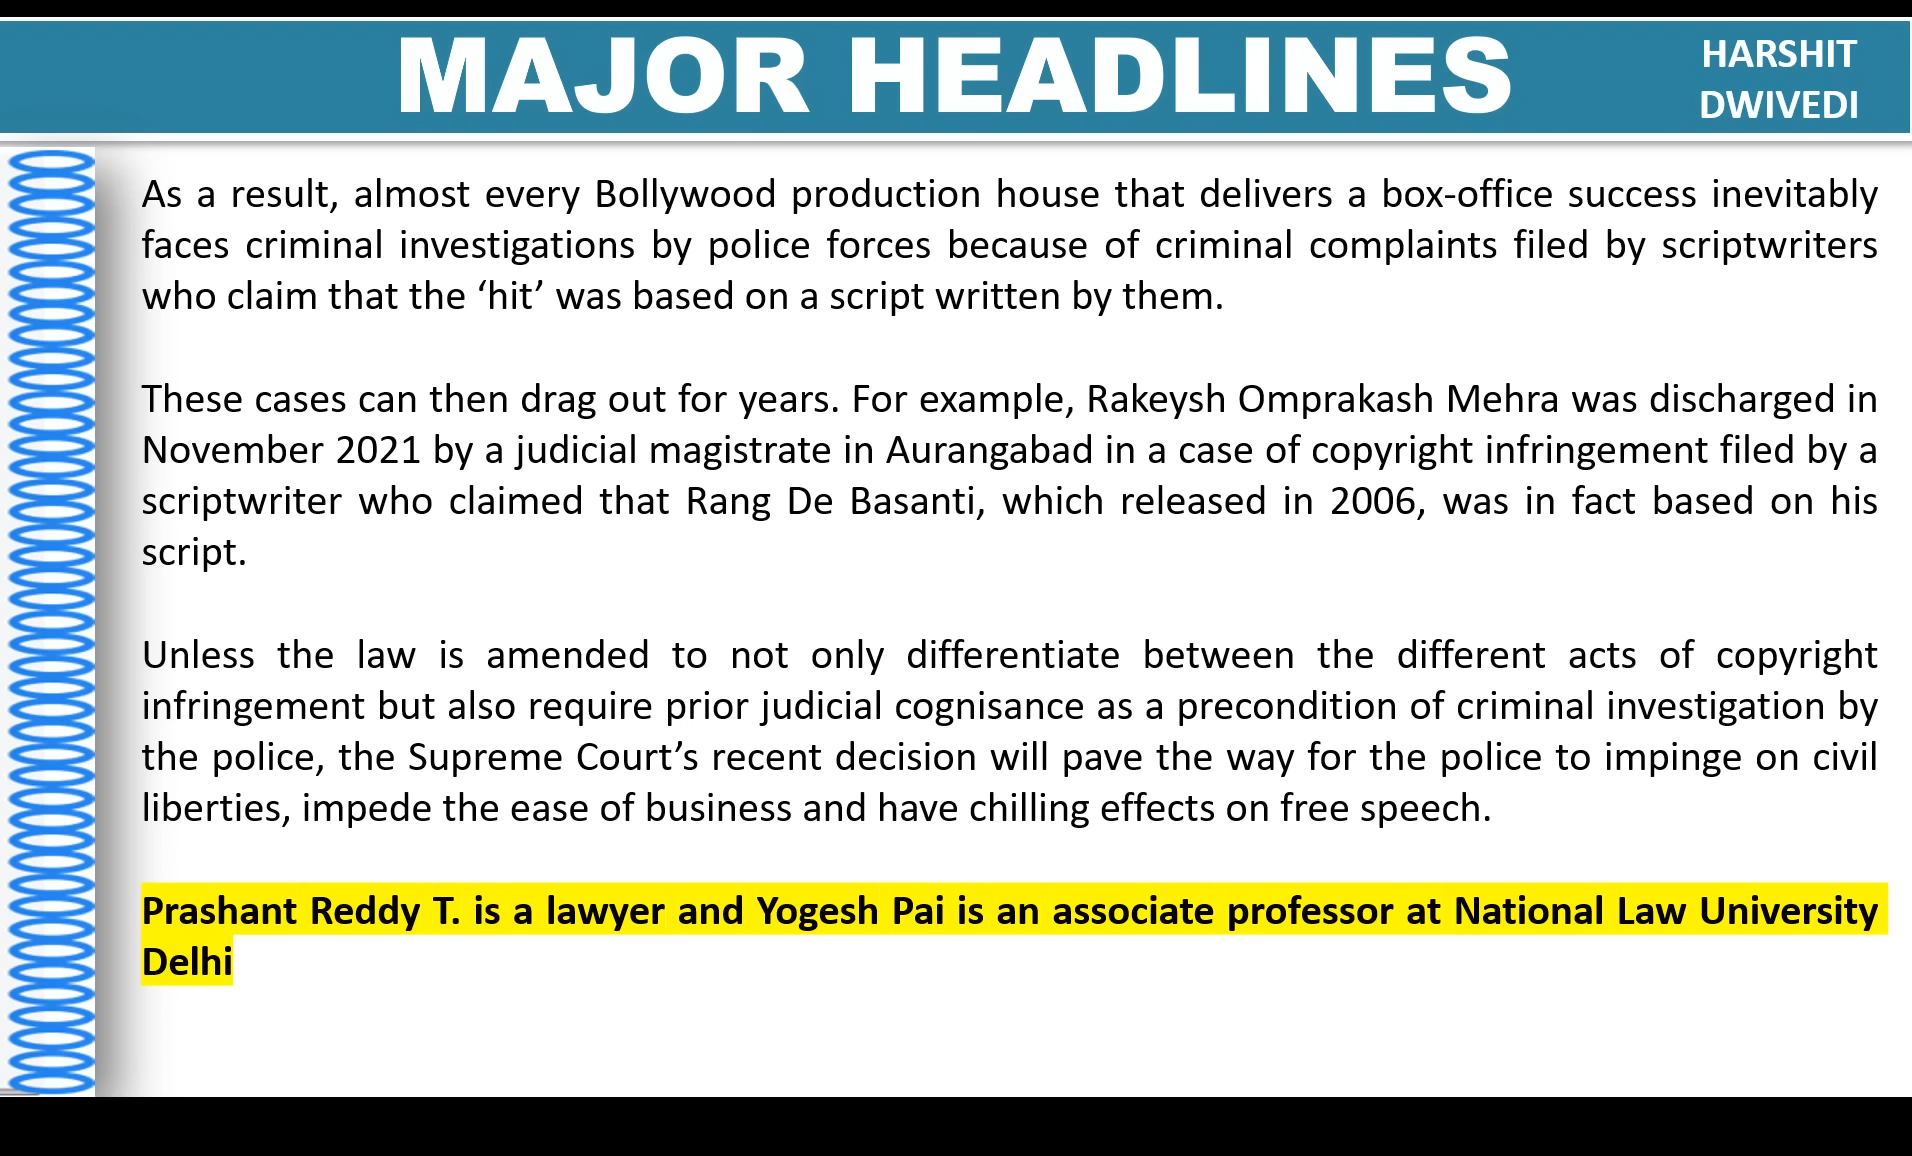 MAJOR HEADLINES
HARSHIT
DWIVEDI
As a result, almost every Bollywood production house that delivers a box-office success inevitably
faces criminal investigations by police forces because of criminal complaints filed by scriptwriters
who claim that the ‘hit’ was based on a script written by them.
These cases can then drag out for years. For example, Rakeysh Omprakash Mehra was discharged in
November 2021 by a judicial magistrate in Aurangabad in a case of copyright infringement filed by a
scriptwriter who claimed that Rang De Basanti, which released in 2006, was in fact based on his
script.
Unless the law is amended to not only differentiate between the different acts of copyright
infringement but also require prior judicial cognisance as a precondition of criminal investigation by
the police, the Supreme Court’s recent decision will pave the way for the police to impinge on civil
liberties, impede the ease of business and have chilling effects on free speech.
Prashant Reddy T. is a lawyer and Yogesh Pai is an associate professor at National Law University
Delhi